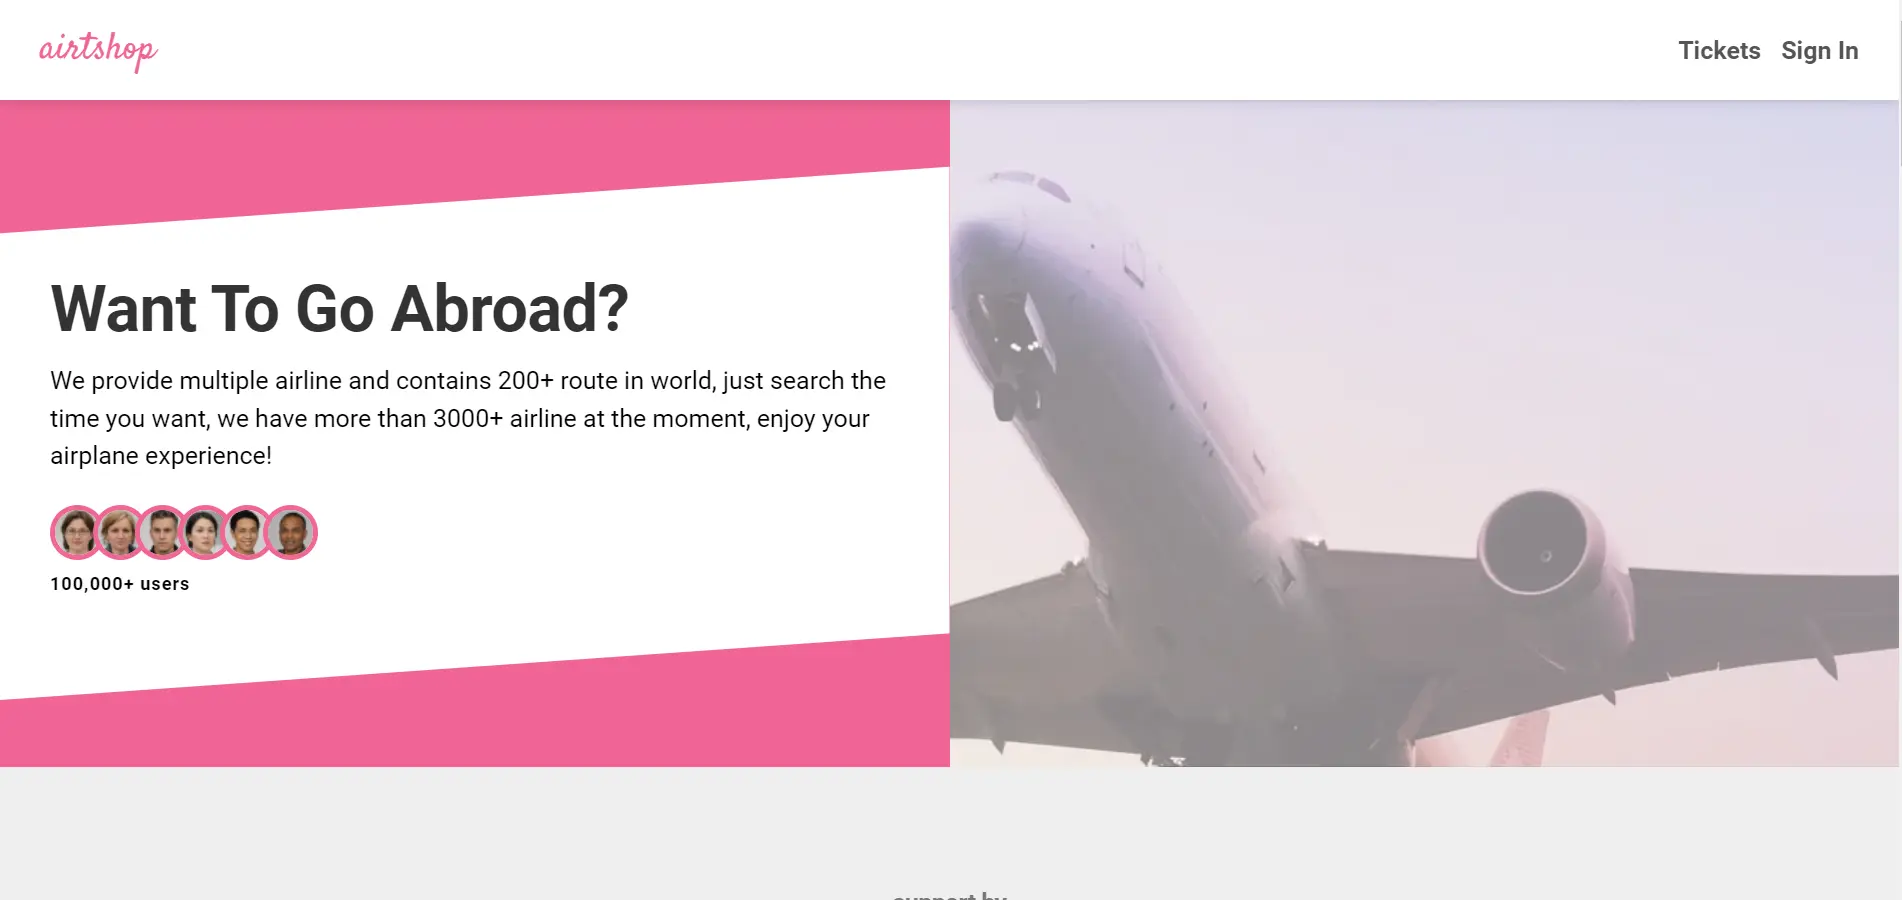 airtshop
Tickets
Sign In
Want To Go Abroad?
We provide multiple airline and contains 200+ route in world, just search the
time you want, we have more than 3000+ airline at the moment, enjoy your
airplane experience!
100,000+ users
support by